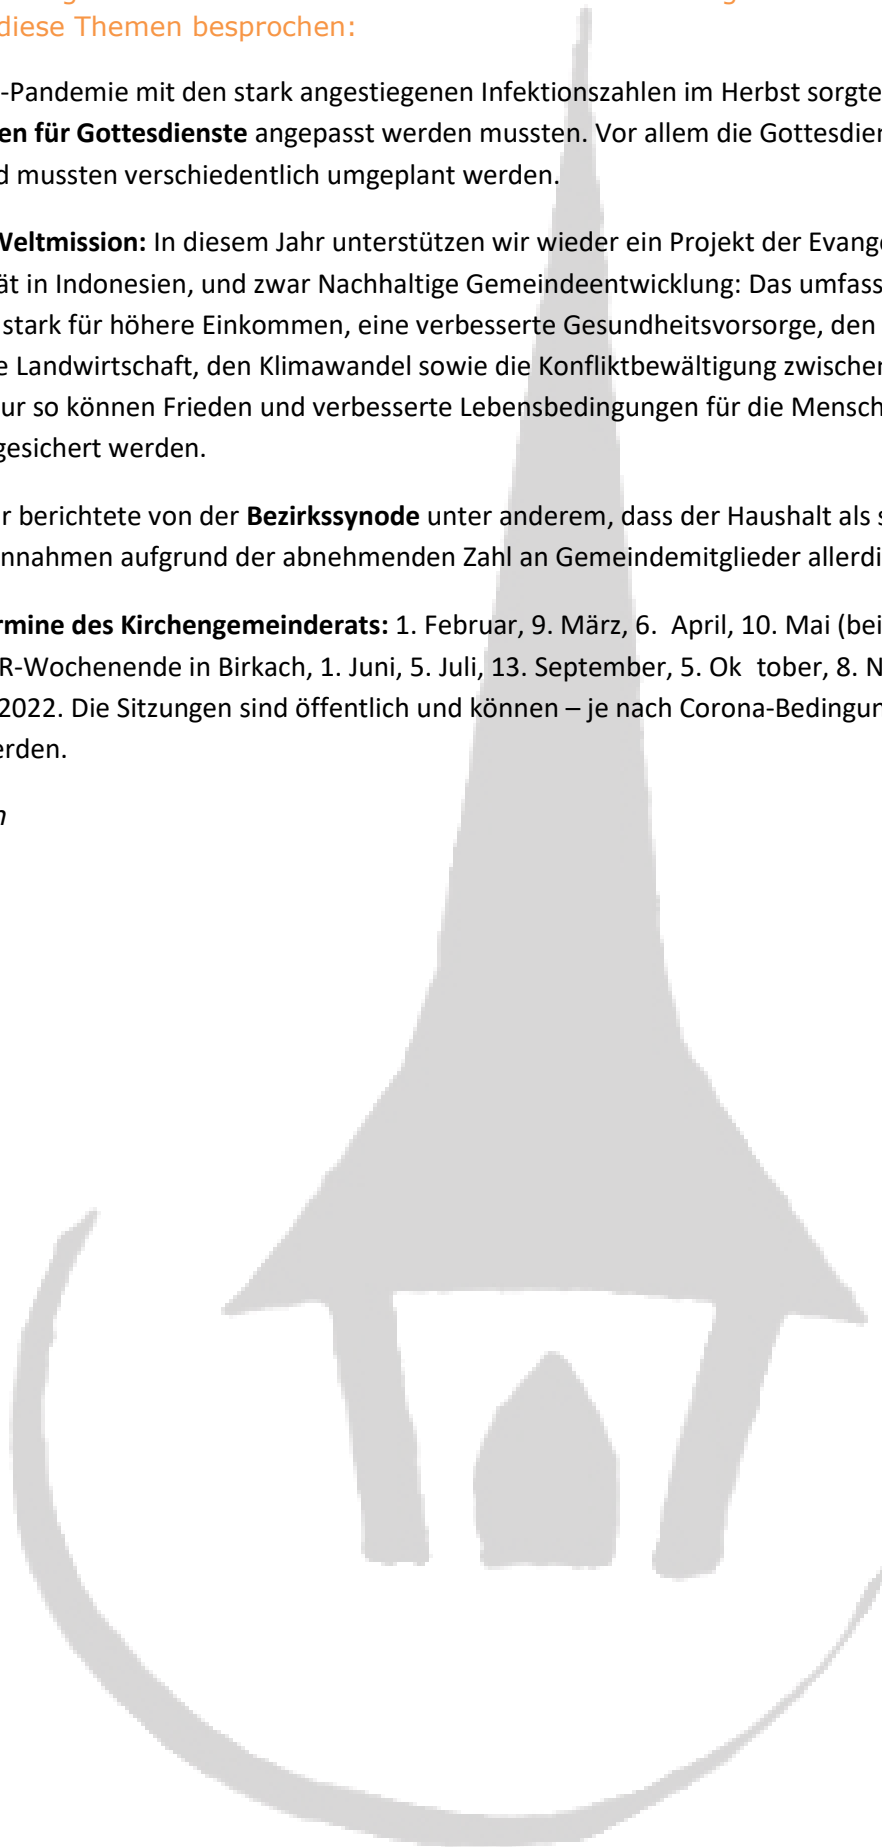 diese Themen besprochen:
-Pandemie mit den stark angestiegenen Infektionszahlen im Herbst sorgte
en für Gottesdienste angepasst werden mussten. Vor allem die Gottesdien
d mussten verschiedentlich umgeplant werden.
Weltmission: In diesem Jahr unterstützen wir wieder ein Projekt der Evange
ät in Indonesien, und zwar Nachhaltige Gemeindeentwicklung: Das umfass
stark für höhere Einkommen, eine verbesserte Gesundheitsvorsorge, den
e Landwirtschaft, den Klimawandel sowie die Konfliktbewältigung zwischen
ur so können Frieden und verbesserte Lebensbedingungen für die Mensch
gesichert werden.
r berichtete von der Bezirkssynode unter anderem, dass der Haushalt als s
nnahmen aufgrund der abnehmenden Zahl an Gemeindemitglieder allerdi
rmine des Kirchengemeinderats: 1. Februar, 9. März, 6.  April, 10. Mai (bei
R-Wochenende in Birkach, 1. Juni, 5. Juli, 13. September, 5. Ok  tober, 8. N
2022. Die Sitzungen sind öffentlich und können – je nach Corona-Bedingun
erden.
n